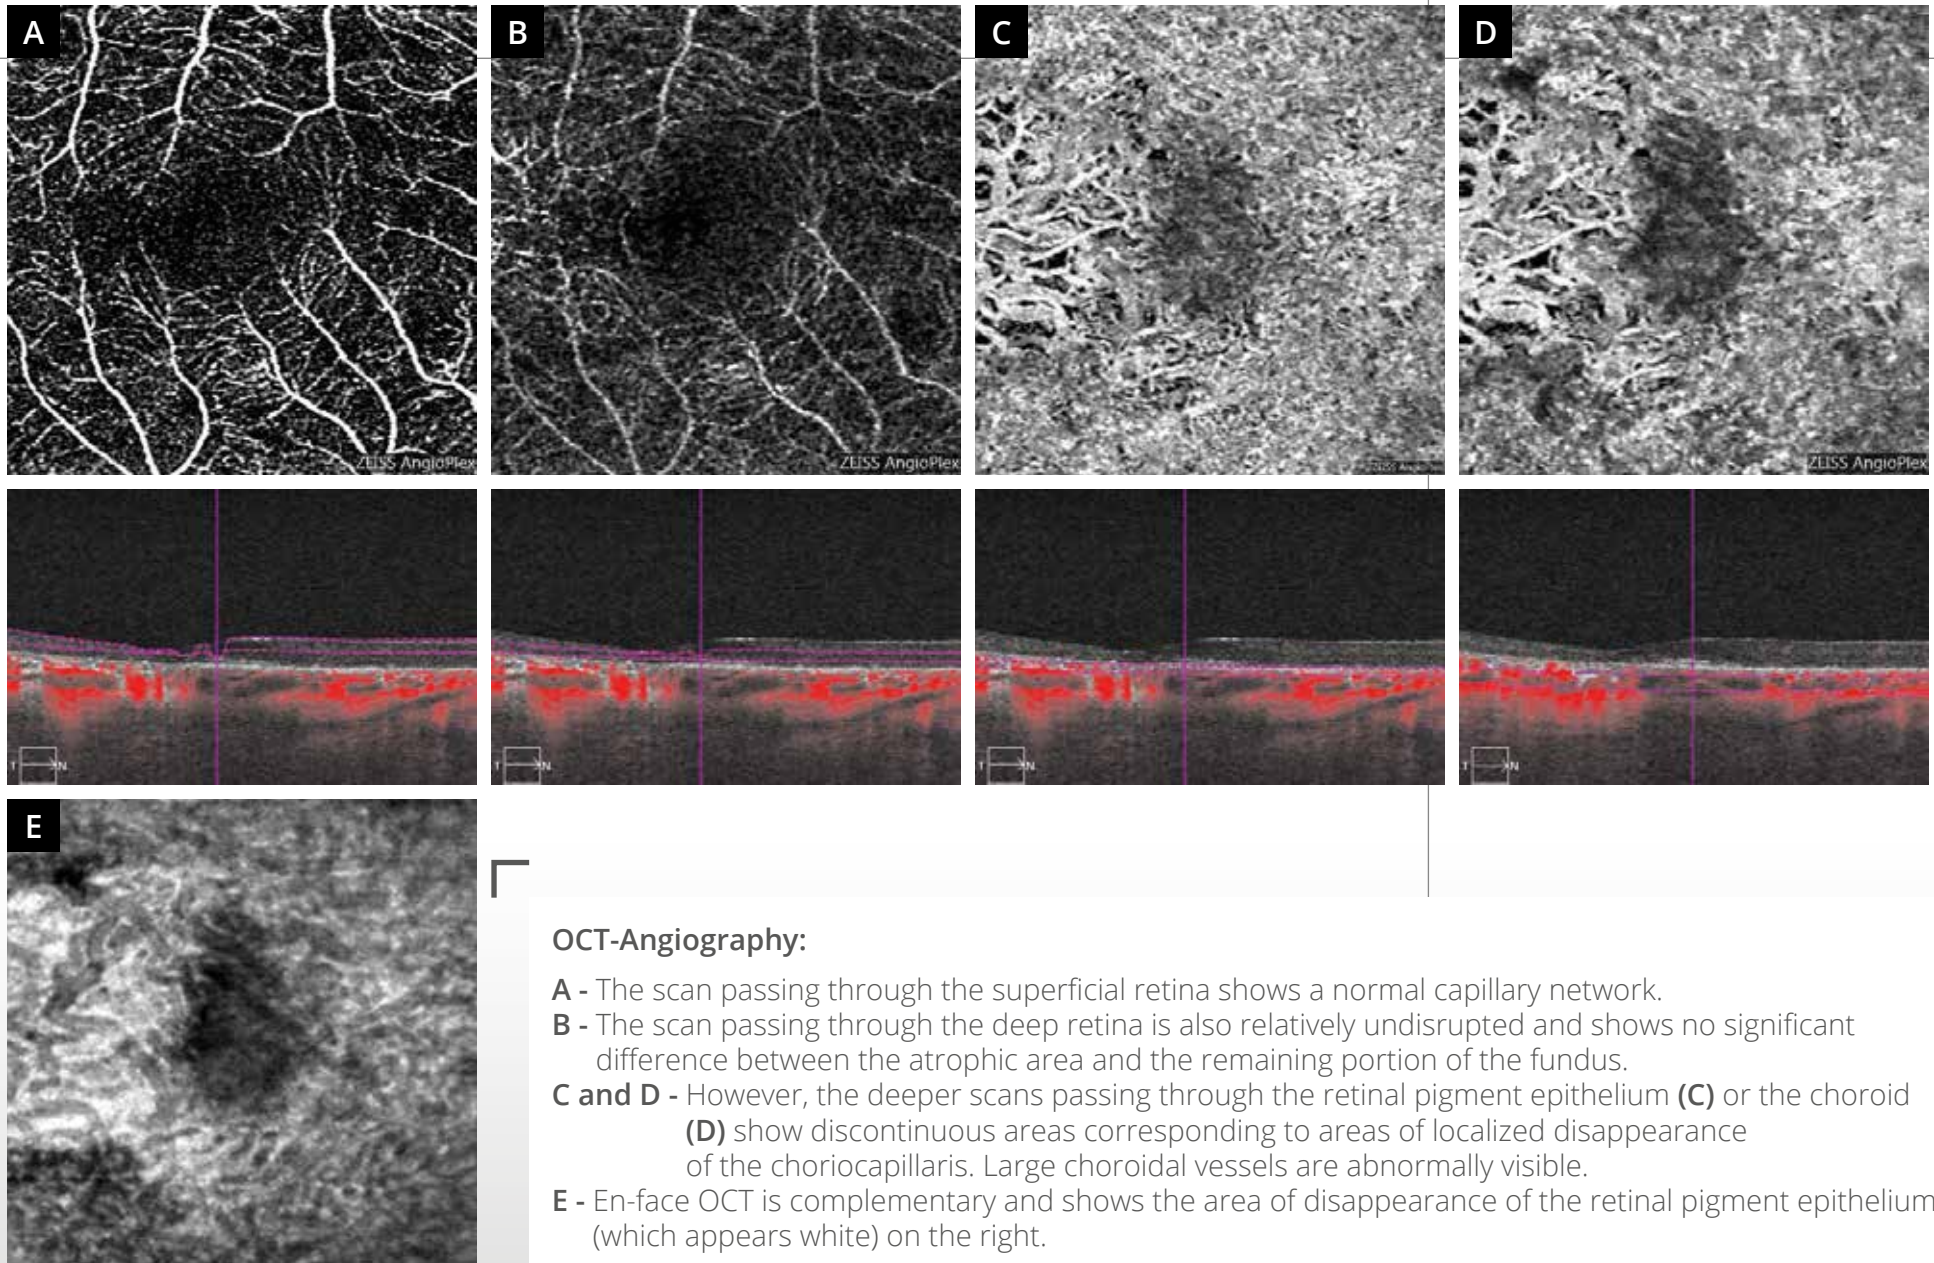 A
B
C
D
ZEISS AngioPlex
ZEISS AngioPlex
ZEISS AngioPlex
ZEISS AngioPlex
T N
T N
T N
T N
E
OCT-Angiography:
A - The scan passing through the superficial retina shows a normal capillary network.
B - The scan passing through the deep retina is also relatively undisrupted and shows no significant
difference between the atrophic area and the remaining portion of the fundus.
C and D - However, the deeper scans passing through the retinal pigment epithelium (C) or the choroid
(D) show discontinuous areas corresponding to areas of localized disappearance
of the choriocapillaris. Large choroidal vessels are abnormally visible.
E - En-face OCT is complementary and shows the area of disappearance of the retinal pigment epithelium
(which appears white) on the right.